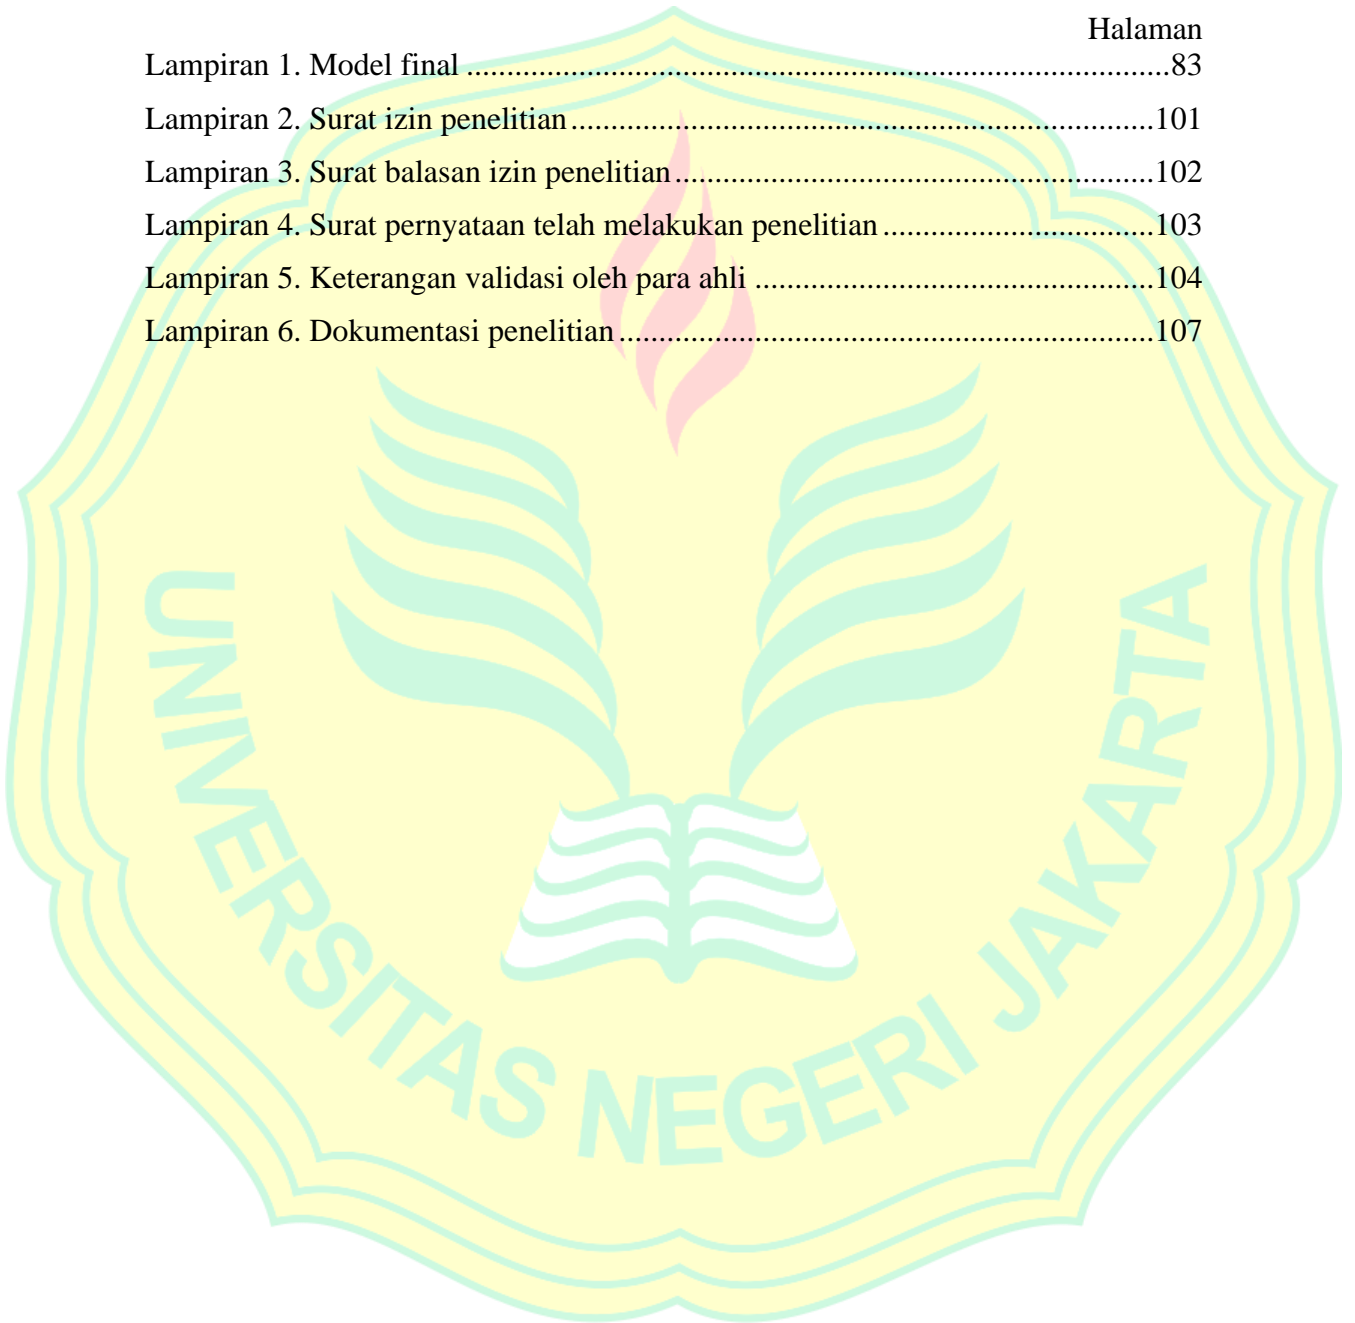 Halaman
Lampiran 1. Model final ........................................................................................83
Lampiran 2. Surat izin penelitian .........................................................................101
Lampiran 3. Surat balasan izin penelitian ............................................................102
Lampiran 4. Surat pernyataan telah melakukan penelitian ..................................103
Lampiran 5. Keterangan validasi oleh para ahli ..................................................104
Lampiran 6. Dokumentasi penelitian ...................................................................107
UNIVERSITAS NEGERI JAKARTA